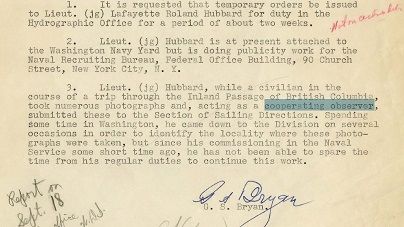 1. It is requested that temporary orders be issued
to Lieut. (jg) Lafayette Roland Hubbard for duty in the
Hydrographic Office for a period of about two weeks.
2. Lieut. (jg) Hubbard is at present attached to
the Washington Navy Yard but is doing publicity work for the
Naval Recruiting Bureau, Federal Office Building, 90 Church
Street, New York City, N. Y.
3. Lieut. (jg) Hubbard, while a civilian in the
course of a trip through the Inland Passage of British Columbia,
took numerous photographs and, acting as a cooperating observer,
submitted these to the Section of Sailing Directions. Spending
some time in Washington, he came down to the Division on several
occasions in order to identify the locality where these photo-
graphs were taken, but since his commissioning in the Naval
Service some short time ago, he has not been able to spare the
time from his regular duties to continue this work.
Report on
Sept. 18
office
G S Bryan
G. S. Bryan